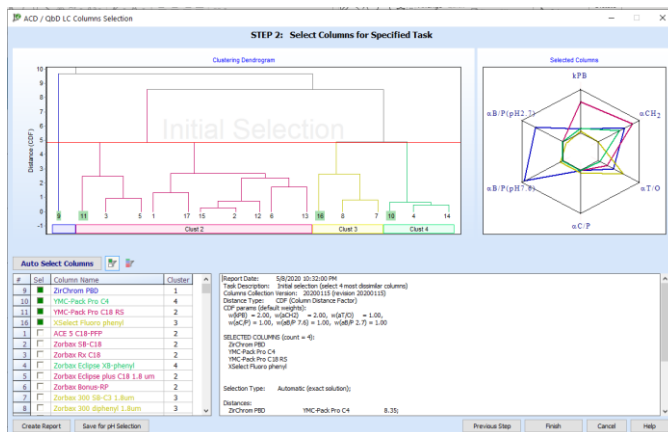 ACD / QbD LC Columns Selection
STEP 2: Select Columns for Specified Task
Clustering Dendrogram
Selected Columns
Initial Selection
Distance (CDF)
10
9
8
7
6
5
4
3
2
1
0
-1
9 11 3 5 1 17 15 2 12 6 13 16 8 7 10 4 14
Clust 2 Clust 3 Clust 4
kPB
αCH2
αT/O
αC/P
αB/P(pH7.6)
αB/P(pH2.7)
Auto Select Columns
# Sel Column Name Cluster
9 ZirChrom PBD 1
10 YMC-Pack Pro C4 4
11 YMC-Pack Pro C18 RS 2
16 XSelect Fluoro phenyl 3
1 ACE 5 C18-PFP 2
2 Zorbax SB-C18 2
3 Zorbax Rx C18 2
4 Zorbax Eclipse XB-phenyl 4
5 Zorbax Eclipse plus C18 1.8 um 2
6 Zorbax Bonus-RP 2
7 Zorbax 300 SB-C3 1.8um 3
8 Zorbax 300 diphenyl 1.8um 3
Report Date: 5/8/2020 10:32:00 PM
Task Description: Initial selection (select 4 most dissimilar columns)
Columns Collection Version: 20200115 (revision 20200115)
Distance Type: CDF (Column Distance Factor)
CDF params (default weights):
w(kPB) = 2.00, w(aCH2) = 2.00, w(aT/O) = 1.00,
w(aC/P) = 1.00, w(aB/P 7.6) = 1.00, w(aB/P 2.7) = 1.00
SELECTED COLUMNS (count = 4):
ZirChrom PBD
YMC-Pack Pro C4
YMC-Pack Pro C18 RS
XSelect Fluoro phenyl
Selection Type: Automatic (exact solution);
Distances:
ZirChrom PBD YMC-Pack Pro C4 8.35;
Create Report Save for pH Selection Previous Step Finish Cancel Help